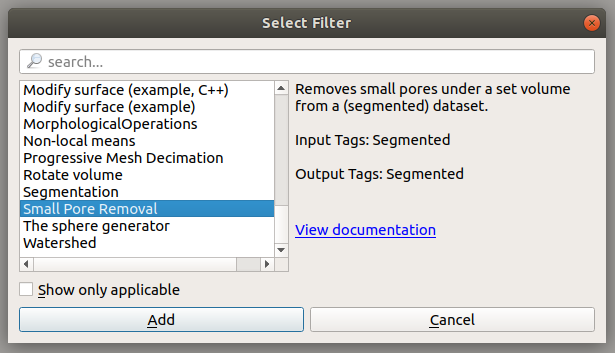 Select Filter
search...
Modify surface (example, C++)
Modify surface (example)
MorphologicalOperations
Non-local means
Progressive Mesh Decimation
Rotate volume
Segmentation
Small Pore Removal
The sphere generator
Watershed
Removes small pores under a set volume
from a (segmented) dataset.
Input Tags: Segmented
Output Tags: Segmented
View documentation
Show only applicable
Add
Cancel